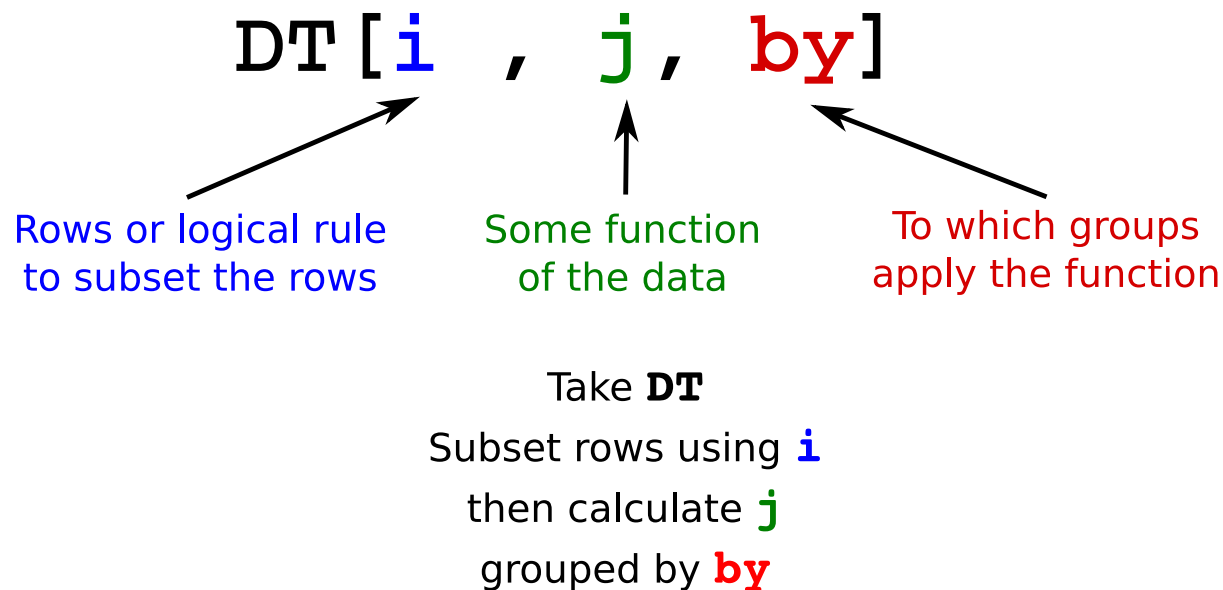 DT[i , j, by]
Rows or logical rule
to subset the rows
Some function
of the data
To which groups
apply the function
Take DT
Subset rows using i
then calculate j
grouped by by